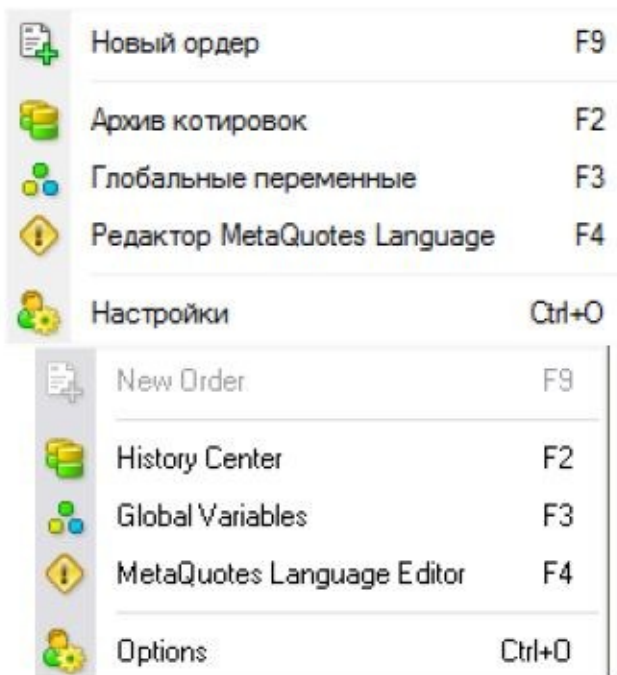 Новый ордер F9
Архив котировок F2
Глобальные переменные F3
Редактор MetaQuotes Language F4
Настройки Ctrl+O
New Order F9
History Center F2
Global Variables F3
MetaQuotes Language Editor F4
Options Ctrl+O